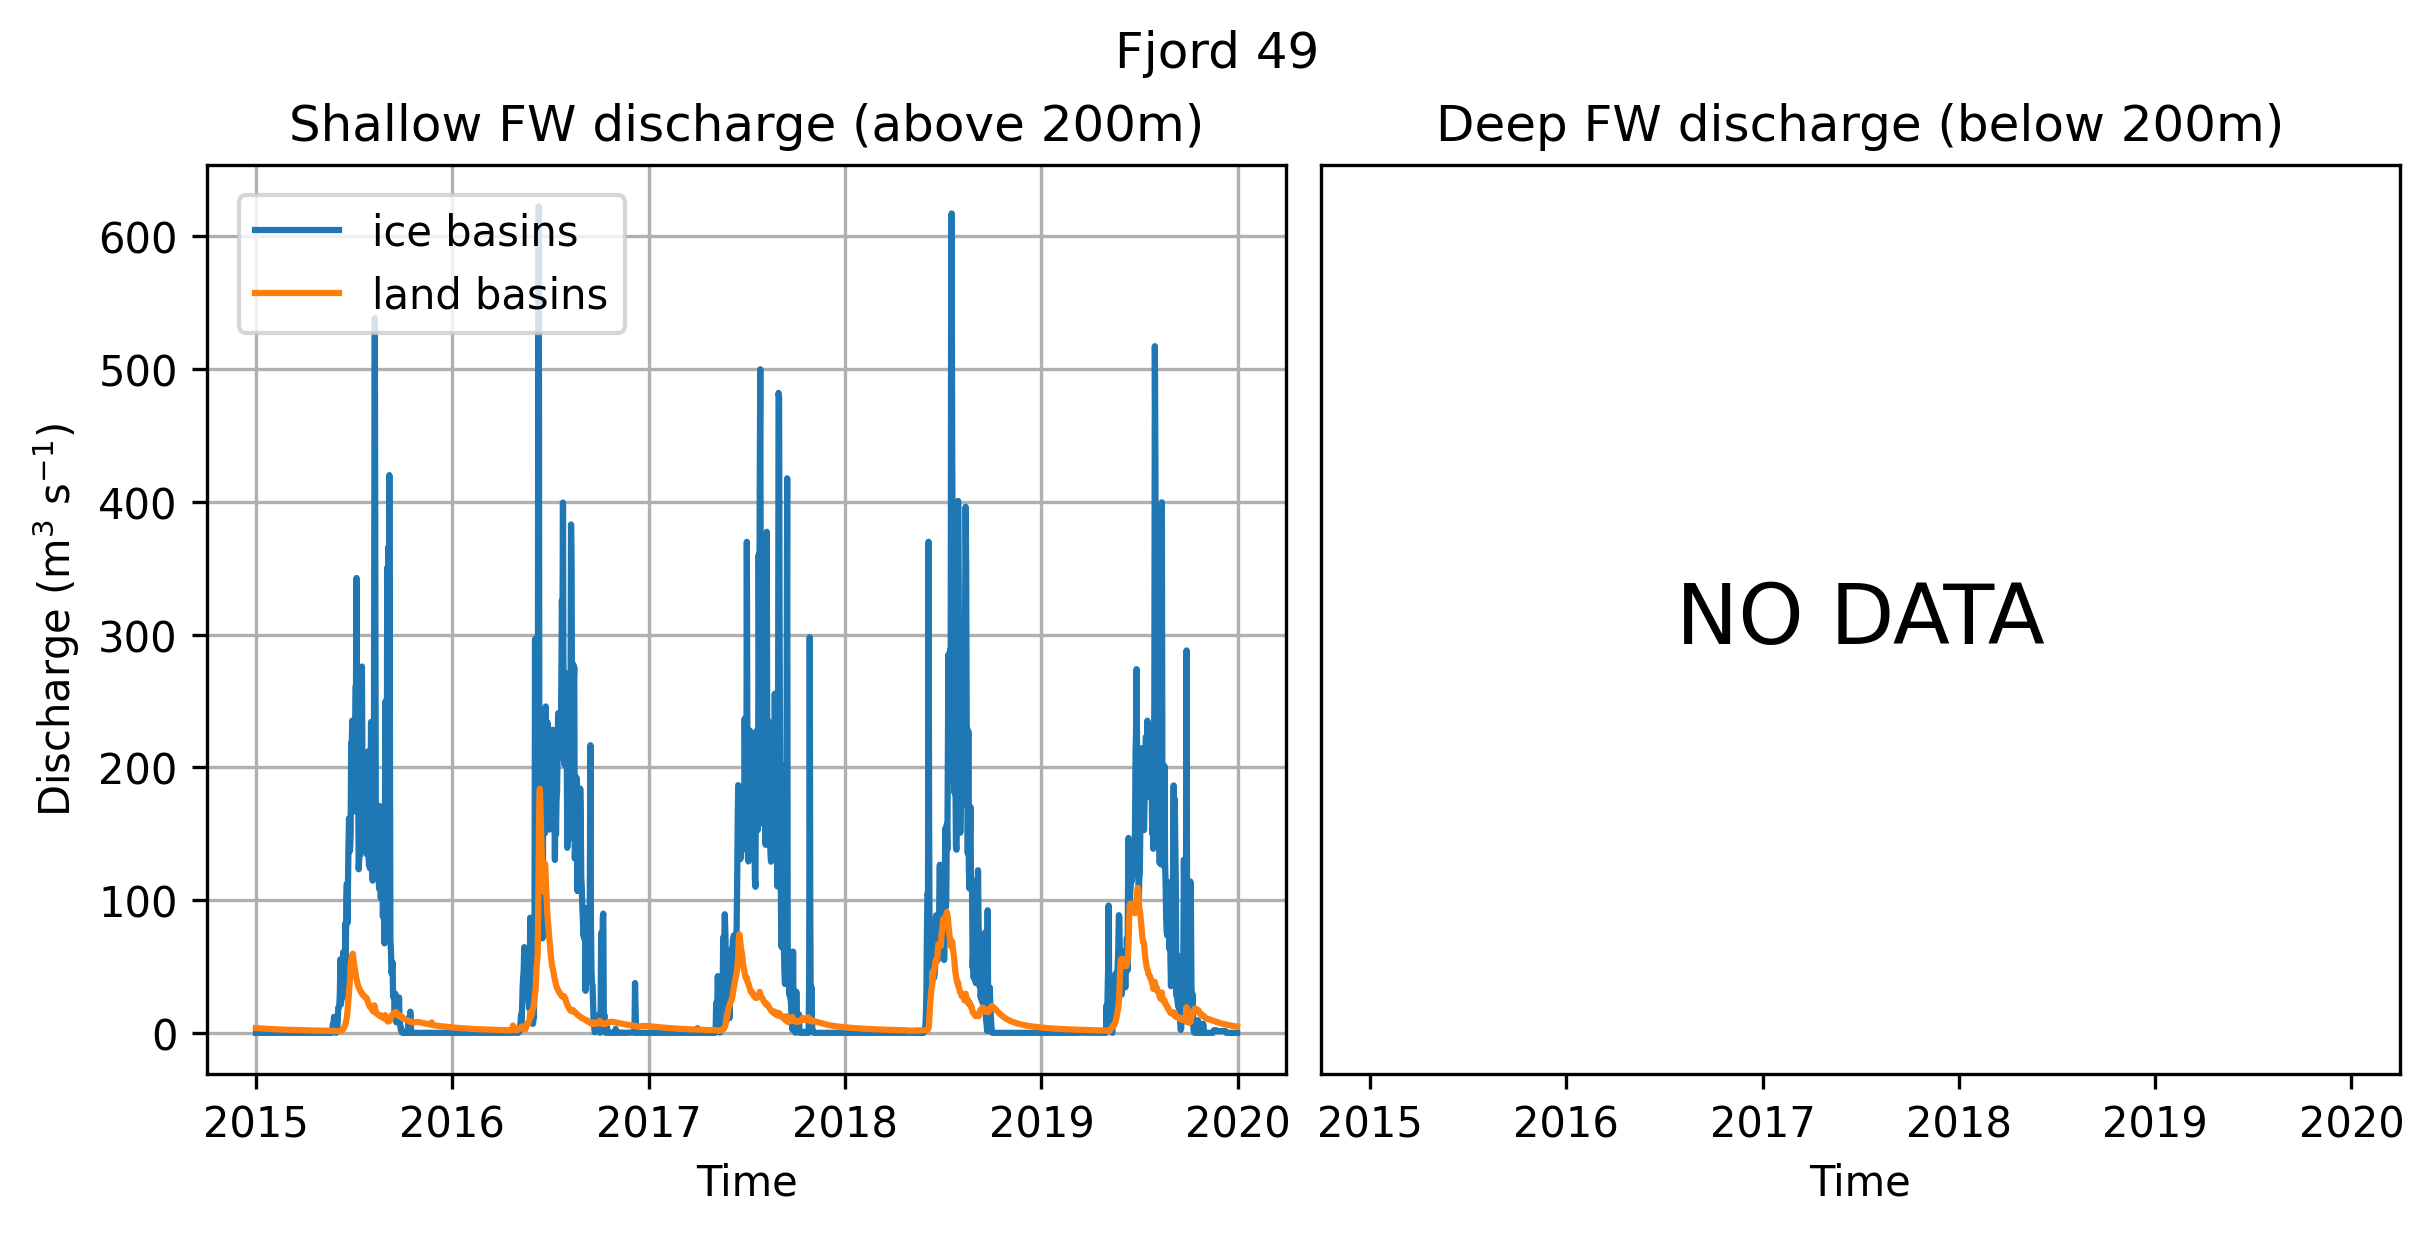 Fjord 49
Shallow FW discharge (above 200m)
Deep FW discharge (below 200m)
ice basins
land basins
600
500
400
300
200
100
0
Discharge (m³ s⁻¹)
NO DATA
2015 2016 2017 2018 2019 2020
2015 2016 2017 2018 2019 2020
Time
Time